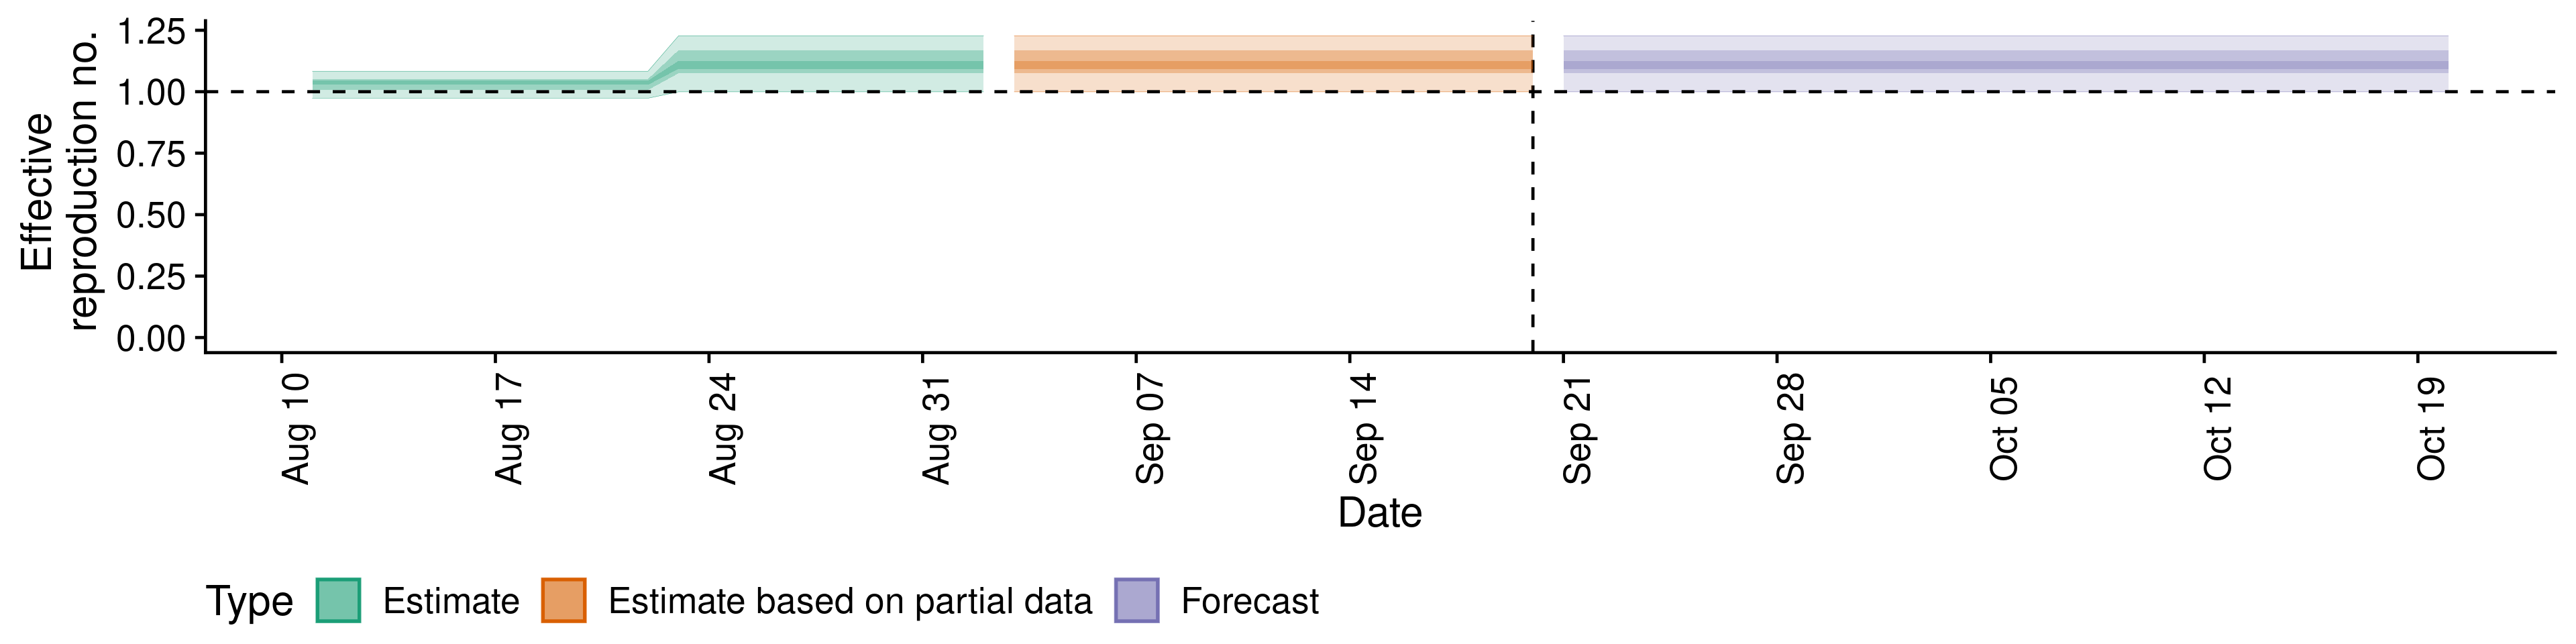 Effective
reproduction no.
1.25
1.00
0.75
0.50
0.25
0.00
Aug 10
Aug 17
Aug 24
Aug 31
Sep 07
Sep 14
Sep 21
Sep 28
Oct 05
Oct 12
Oct 19
Date
Type Estimate Estimate based on partial data Forecast